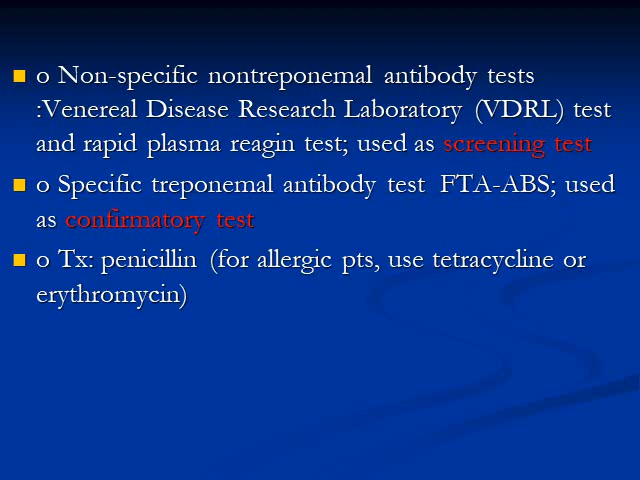 o Non-specific nontreponemal antibody tests
:Venereal Disease Research Laboratory (VDRL) test
and rapid plasma reagin test; used as screening test
o Specific treponemal antibody test FTA-ABS; used
as confirmatory test
o Tx: penicillin (for allergic pts, use tetracycline or
erythromycin)